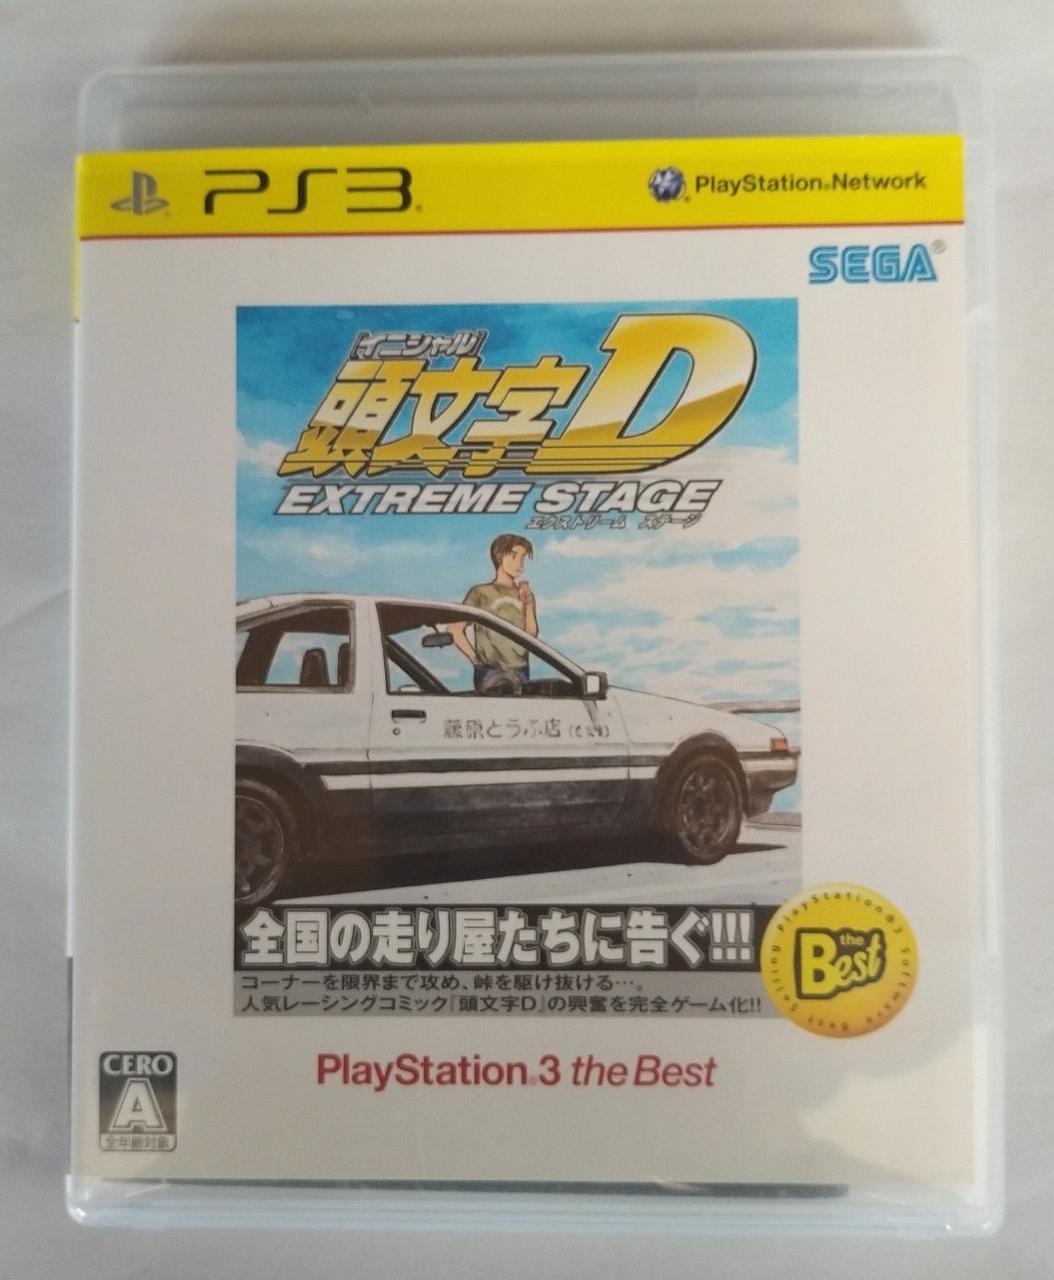 PS3
PlayStation®Network
SEGA®
[イニシャル]
頭文字D
EXTREME STAGE
エクストリーム ステージ
藤原とうふ店
全国の走り屋たちに告ぐ!!!
コーナーを限界まで攻め、峠を駆け抜ける…。
人気レーシングコミック『頭文字D』の興奮を完全ゲーム化!!
Best Selling PlayStation®3 Software
the
Best
PlayStation®3 the Best
CERO
A
全年齢対象